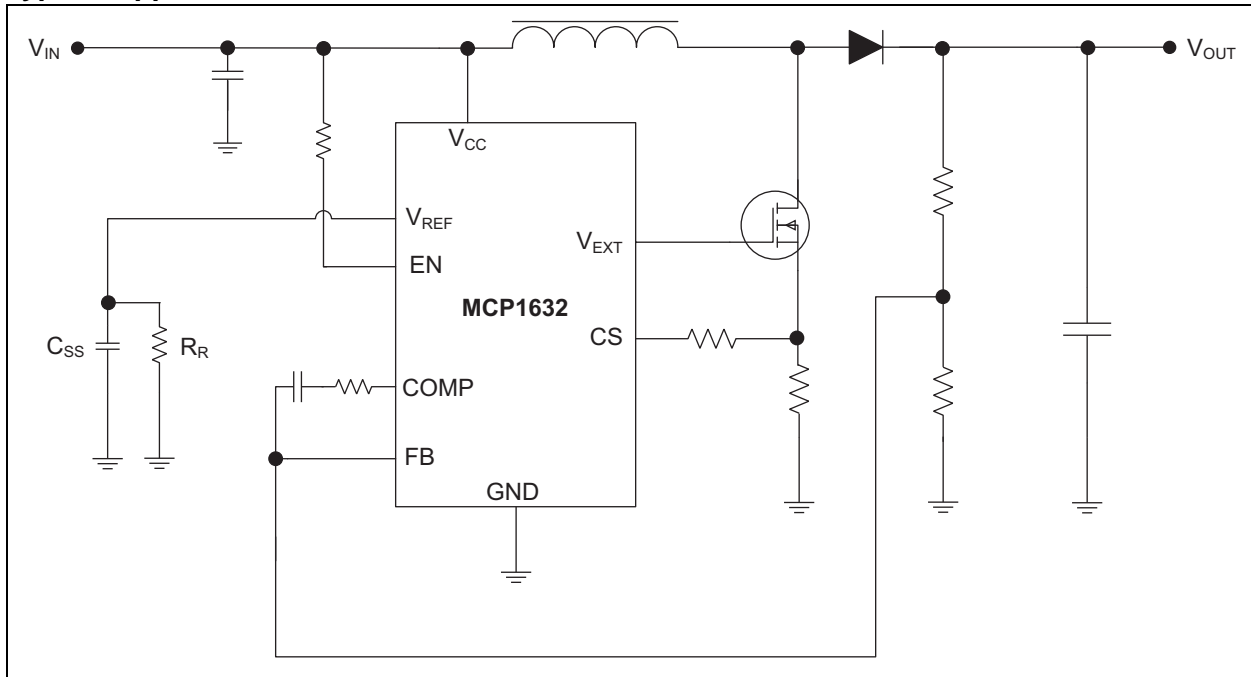 VIN
VOUT
VCC
VREF
VEXT
EN
MCP1632
CS
CSS
RR
COMP
FB
GND